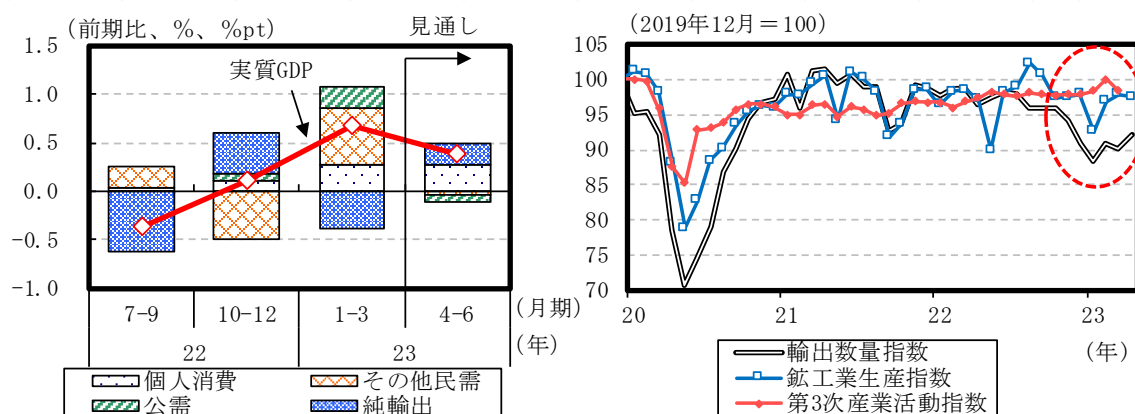 (前期比、%、%pt)
見通し
実質GDP
1.5
1.0
0.5
0.0
-0.5
-1.0
7-9
10-12
1-3
4-6
(月期)
22
23
(年)
個人消費
その他民需
公需
純輸出
(2019年12月＝100)
105
100
95
90
85
80
75
70
20
21
22
23
(年)
輸出数量指数
鉱工業生産指数
第3次産業活動指数